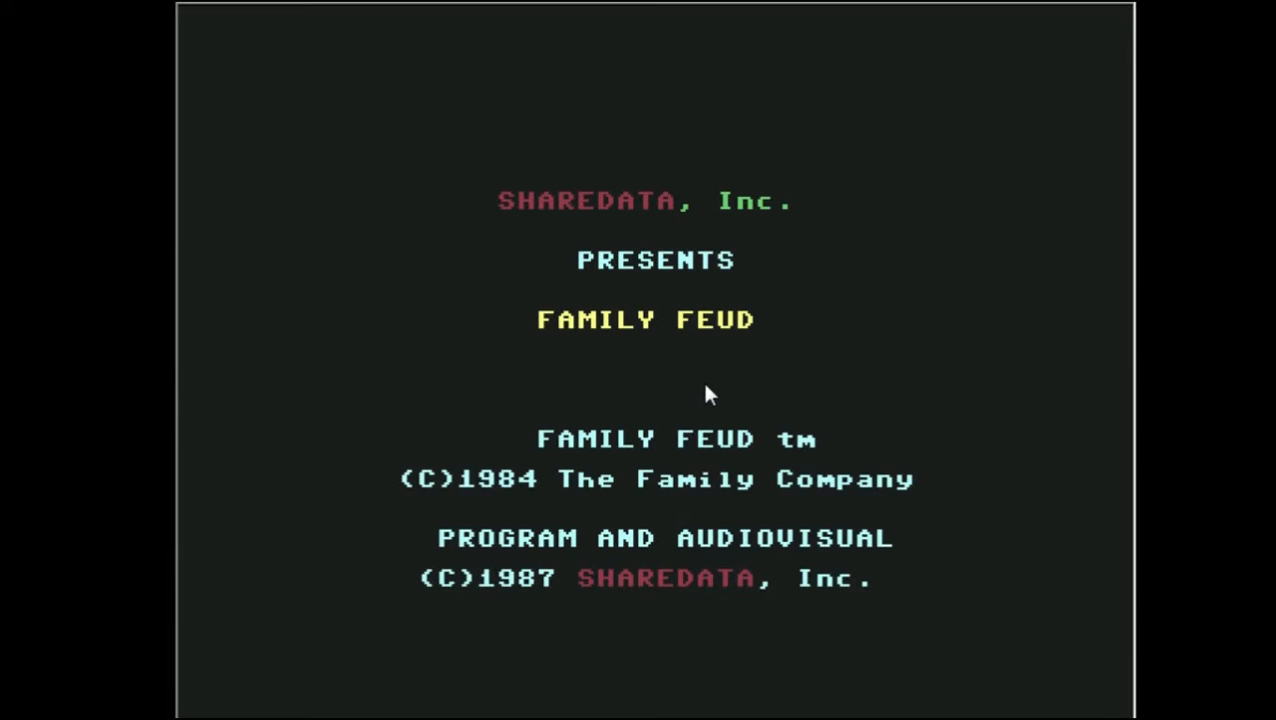 SHAREDATA, Inc.
PRESENTS
FAMILY FEUD
FAMILY FEUD tm
(C)1984 The Family Company
PROGRAM AND AUDIOVISUAL
(C)1987 SHAREDATA, Inc.